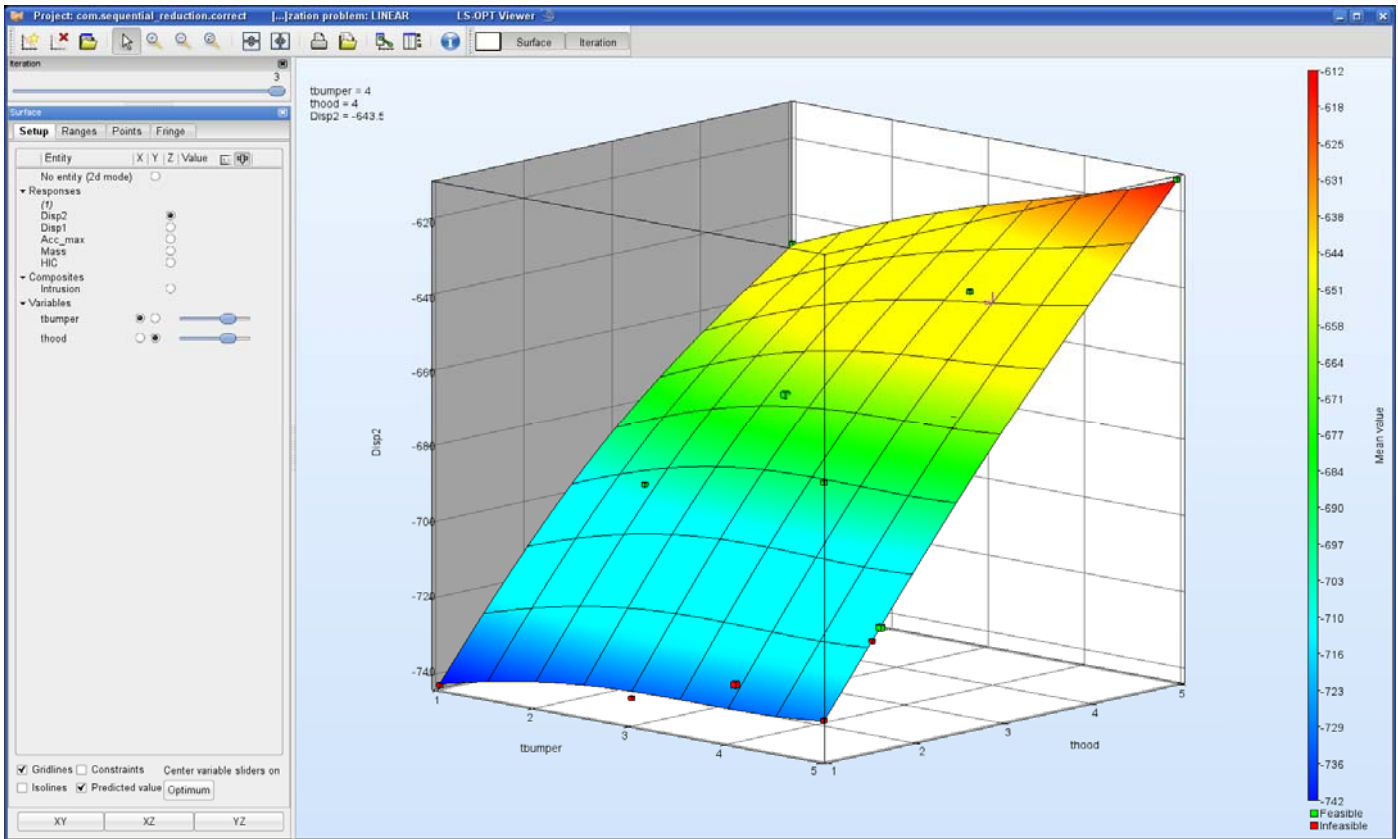 Project: com.sequential_reduction.correct [...]zation problem: LINEAR LS-OPT Viewer
Surface Iteration
Iteration
3
Surface
Setup Ranges Points Fringe
Entity X Y Z Value
No entity (2d mode)
Responses
(1)
Disp2
Disp1
Acc_max
Mass
HIC
Composites
Intrusion
Variables
tbumper
thood
Gridlines Constraints Center variable sliders on
Isolines Predicted value Optimum
XY XZ YZ
tbumper = 4
thood = 4
Disp2 = -643.5
-620
-640
-660
-680
-700
-720
-740
Disp2
1
2
3
4
5
tbumper
1
2
3
4
5
thood
-612
-618
-625
-631
-638
-644
-651
-658
-664
-671
-677
-684
-690
-697
-703
-710
-716
-723
-729
-736
-742
Mean value
Feasible
Infeasible